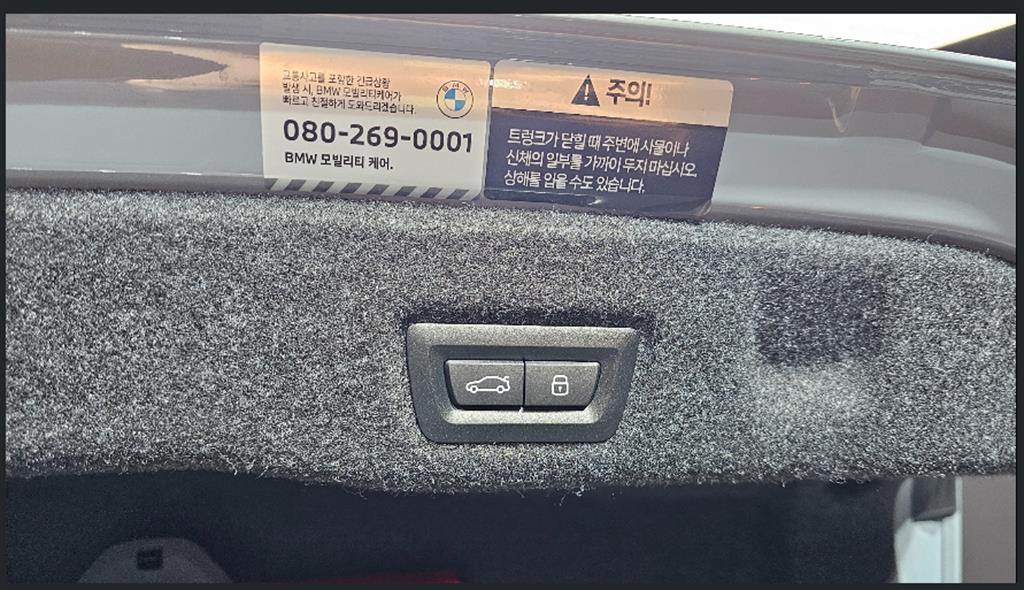 교통사고를 포함한 긴급상황
발생 시, BMW 모빌리티케어가
빠르고 친절하게 도와드리겠습니다.
080-269-0001
BMW 모빌리티 케어.
주의!
트렁크가 닫힐 때 주변에 사물이나
신체의 일부를 가까이 두지 마십시오.
상해를 입을 수도 있습니다.